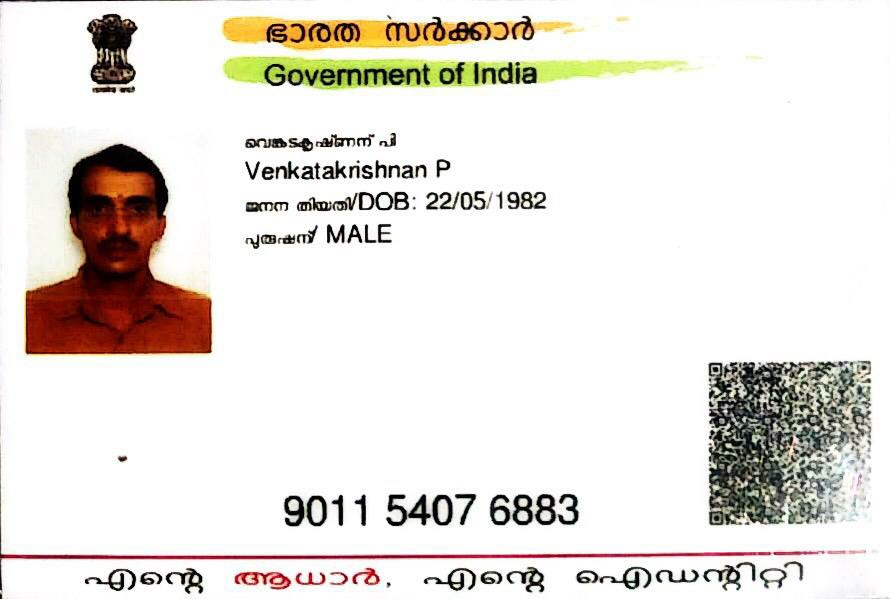 ഭാരത സർക്കാർ
Government of India
വെങ്കടകൃഷ്ണന് പി
Venkatakrishnan P
ജനന തിയതി/DOB: 22/05/1982
പുരുഷന്/ MALE
9011 5407 6883
എന്റെ ആധാർ, എന്റെ ഐഡന്റിറ്റി